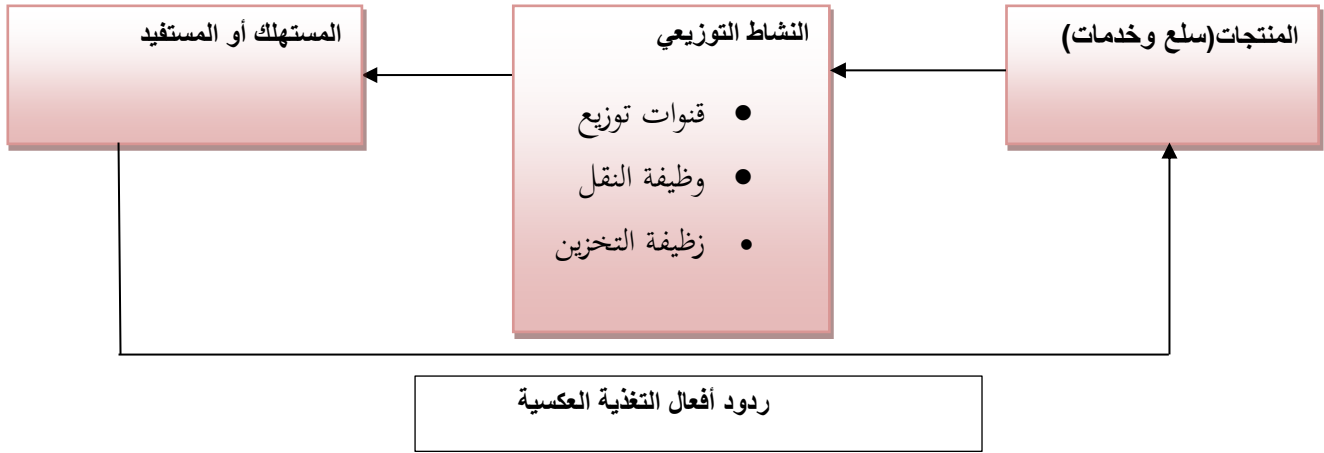 المنتجات(سلع وخدمات)
النشاط التوزيعي
● قنوات توزيع
● وظيفة النقل
● زظيفة التخزين
المستهلك أو المستفيد
ردود أفعال التغذية العكسية